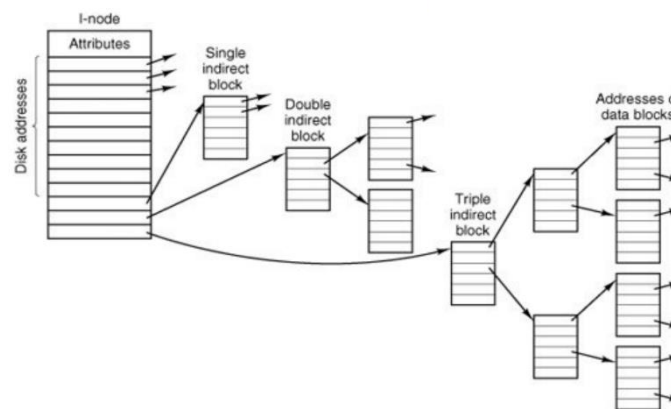 I-node
Attributes
Disk addresses
Single
indirect
block
Double
indirect
block
Triple
indirect
block
Addresses o
data blocks